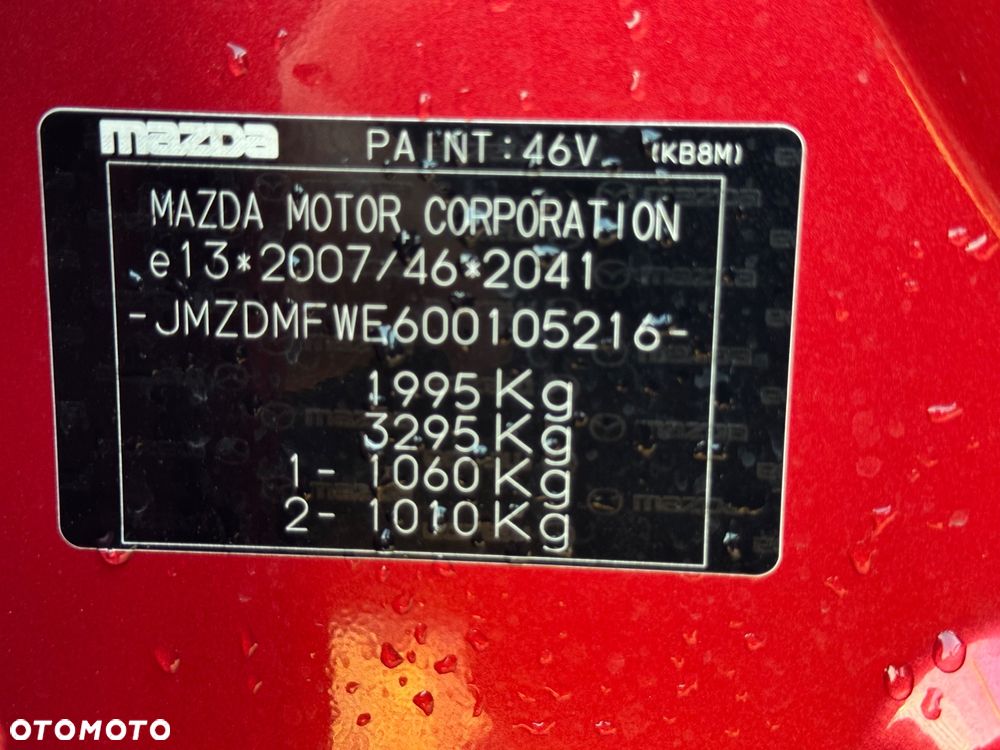 mazda PAINT:46V (KB8M)
MAZDA MOTOR CORPORATION
e13*2007/46*2041
-JMZDMFWE600105216-
1995Kg
3295Kg
1- 1060Kg
2- 1010Kg
OTOMOTO